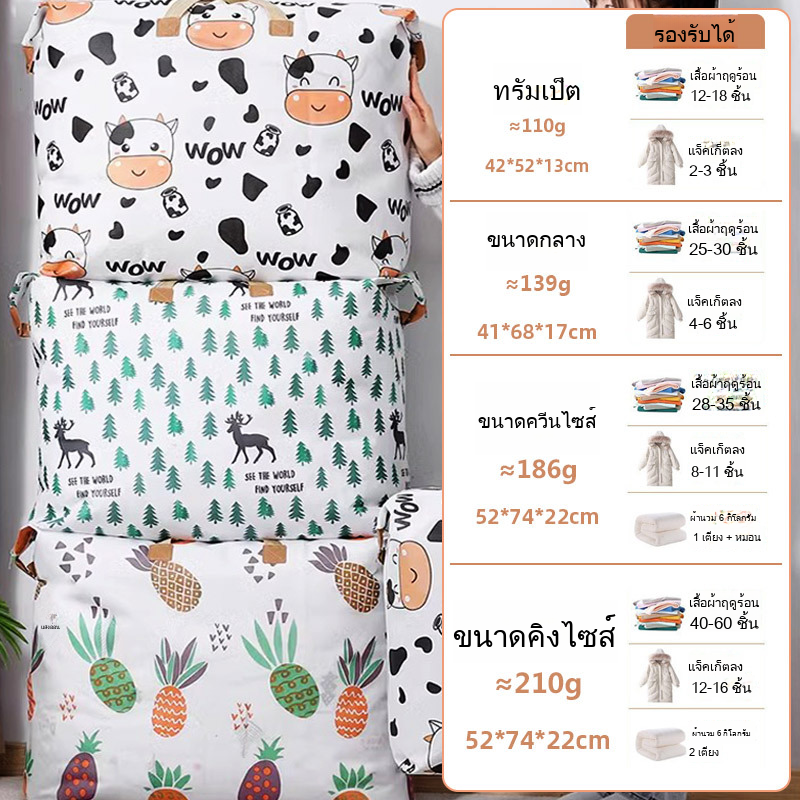 WOW
WOW
WOW
WOW
WOW
WOW
SEE THE WORLD
FIND YOURSELF
SEE THE WORLD
FIND YOURSELF
SEE THE WORLD
FIND YOURSELF
SEE THE WORLD
FIND YOURSELF
WOW
รองรับได้
ทรัมเป็ต
≈110g
42*52*13cm
เสื้อผ้าฤดูร้อน
12-18 ชิ้น
แจ็คเก็ตลง
2-3 ชิ้น
ขนาดกลาง
≈139g
41*68*17cm
เสื้อผ้าฤดูร้อน
25-30 ชิ้น
แจ็คเก็ตลง
4-6 ชิ้น
ขนาดควีนไซส์
≈186g
52*74*22cm
เสื้อผ้าฤดูร้อน
28-35 ชิ้น
แจ็คเก็ตลง
8-11 ชิ้น
ผ้านวม 6 กิโลกรัม
1 เตียง + หมอน
ขนาดคิงไซส์
≈210g
52*74*22cm
เสื้อผ้าฤดูร้อน
40-60 ชิ้น
แจ็คเก็ตลง
12-16 ชิ้น
ผ้านวม 6 กิโลกรัม
2 เตียง